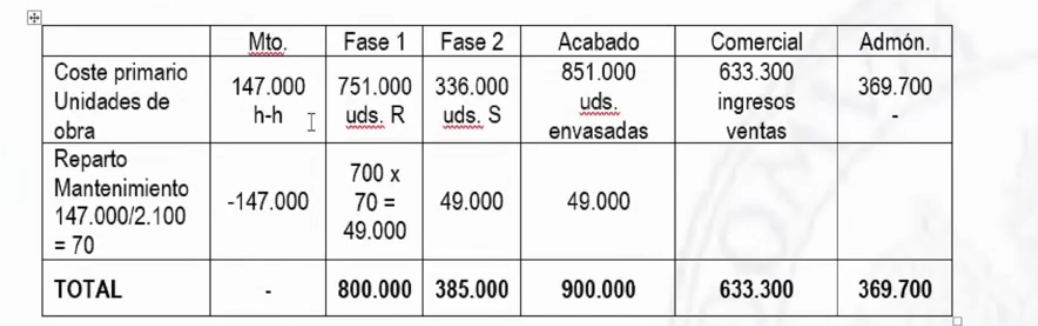 Mto. Fase 1 Fase 2 Acabado Comercial Admón.
Coste primario
Unidades de
obra
147.000
h-h
751.000
uds. R
336.000
uds. S
851.000
uds.
envasadas
633.300
ingresos
ventas
369.700
-
Reparto
Mantenimiento
147.000/2.100
= 70
-147.000
700 x
70 =
49.000
49.000
49.000
TOTAL - 800.000 385.000 900.000 633.300 369.700